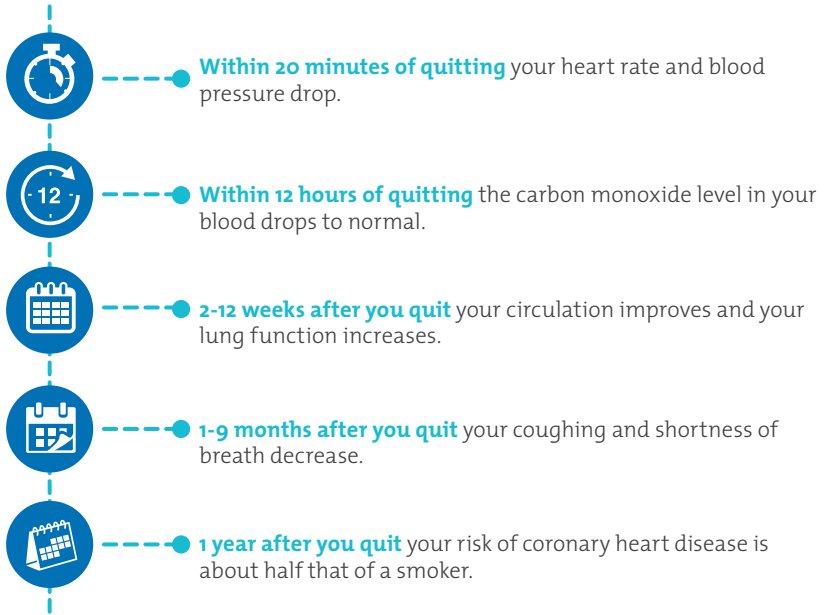 Within 20 minutes of quitting your heart rate and blood
pressure drop.
12
Within 12 hours of quitting the carbon monoxide level in your
blood drops to normal.
2-12 weeks after you quit your circulation improves and your
lung function increases.
1-9 months after you quit your coughing and shortness of
breath decrease.
1 year after you quit your risk of coronary heart disease is
about half that of a smoker.